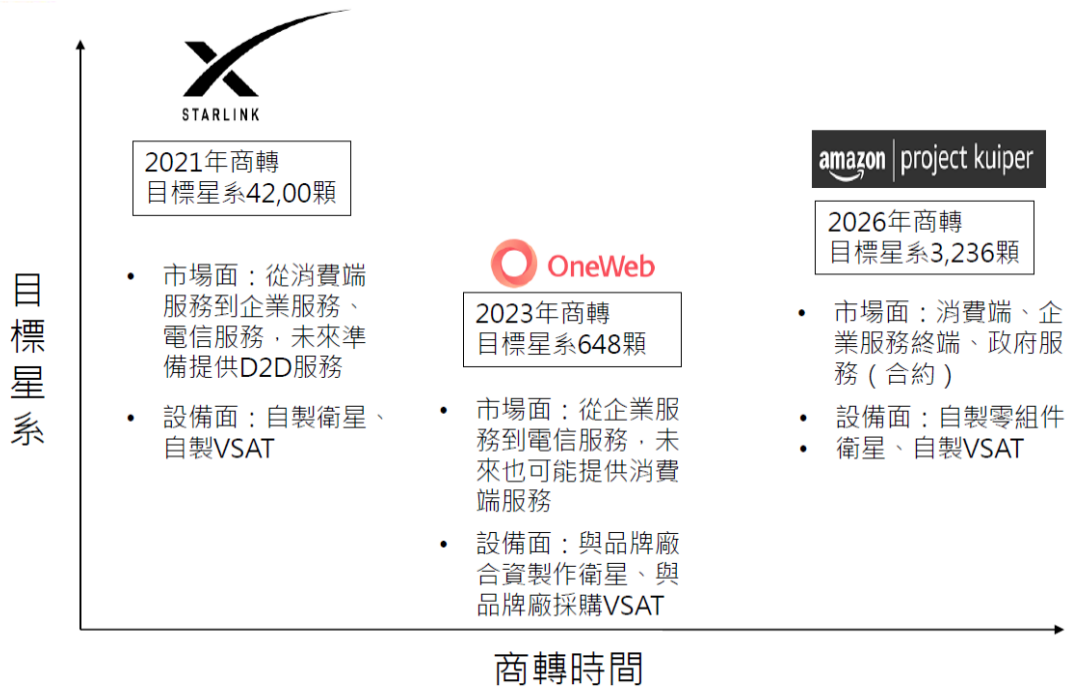 STARLINK
2021年商轉
目標星系42,00顆
• 市場面：從消費端
服務到企業服務、
電信服務，未來準
備提供D2D服務
• 設備面：自製衛星、
自製VSAT
OneWeb
2023年商轉
目標星系648顆
• 市場面：從企業服
務到電信服務，未
來也可能提供消費
端服務
• 設備面：與品牌廠
合資製作衛星、與
品牌廠採購VSAT
amazon | project kuiper
2026年商轉
目標星系3,236顆
• 市場面：消費端、企
業服務終端、政府服
務（合約）
• 設備面：自製零組件
• 衛星、自製VSAT
目標星系
商轉時間